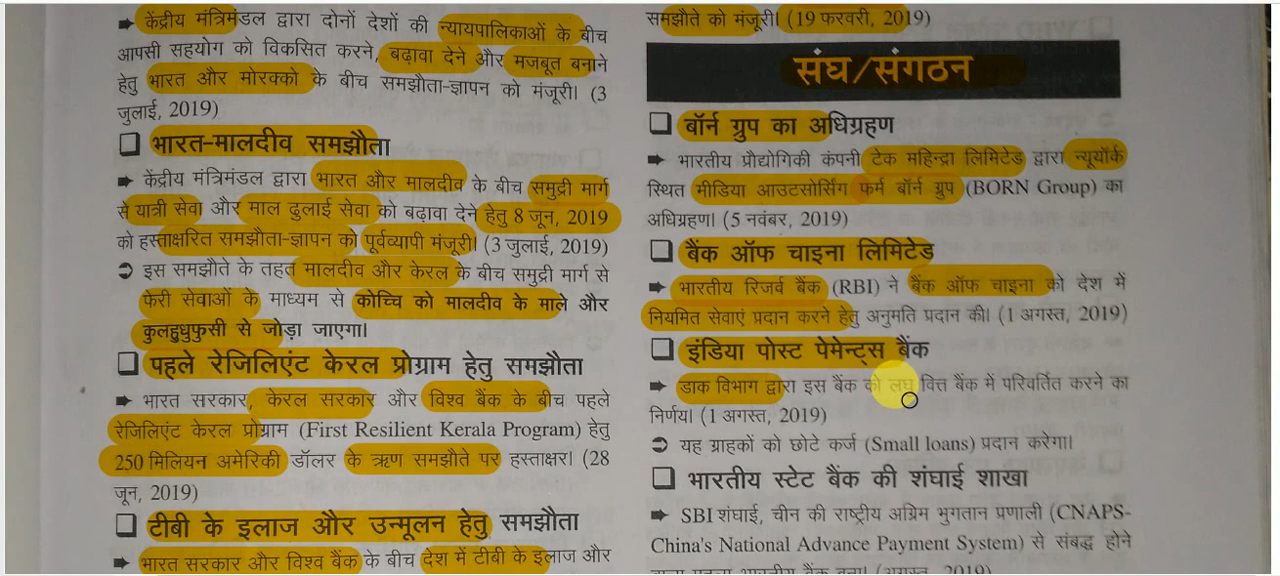 ➡ केंद्रीय मंत्रिमंडल द्वारा दोनों देशों की न्यायपालिकाओं के बीच
आपसी सहयोग को विकसित करने, बढ़ावा देने और मजबूत बनाने
हेतु भारत और मोरक्को के बीच समझौता-ज्ञापन को मंजूरी। (3
जुलाई, 2019)
❑ भारत-मालदीव समझौता
➡ केंद्रीय मंत्रिमंडल द्वारा भारत और मालदीव के बीच समुद्री मार्ग
से यात्री सेवा और माल ढुलाई सेवा को बढ़ावा देने हेतु 8 जून, 2019
को हस्ताक्षरित समझौता-ज्ञापन को पूर्वव्यापी मंजूरी। (3 जुलाई, 2019)
➲ इस समझौते के तहत मालदीव और केरल के बीच समुद्री मार्ग से
फेरी सेवाओं के माध्यम से कोच्चि को मालदीव के माले और
कुलहुधुफुसी से जोड़ा जाएगा।
❑ पहले रेजिलिएंट केरल प्रोग्राम हेतु समझौता
➡ भारत सरकार, केरल सरकार और विश्व बैंक के बीच पहले
रेजिलिएंट केरल प्रोग्राम (First Resilient Kerala Program) हेतु
250 मिलियन अमेरिकी डॉलर के ऋण समझौते पर हस्ताक्षर। (28
जून, 2019)
❑ टीबी के इलाज और उन्मूलन हेतु समझौता
➡ भारत सरकार और विश्व बैंक के बीच देश में टीबी के इलाज और
समझौते को मंजूरी। (19 फरवरी, 2019)
संघ/संगठन
❑ बॉर्न ग्रुप का अधिग्रहण
➡ भारतीय प्रौद्योगिकी कंपनी टेक महिन्द्रा लिमिटेड द्वारा न्यूयॉर्क
स्थित मीडिया आउटसोर्सिंग फर्म बॉर्न ग्रुप (BORN Group) का
अधिग्रहण। (5 नवंबर, 2019)
❑ बैंक ऑफ चाइना लिमिटेड
➡ भारतीय रिजर्व बैंक (RBI) ने बैंक ऑफ चाइना को देश में
नियमित सेवाएं प्रदान करने हेतु अनुमति प्रदान की। (1 अगस्त, 2019)
❑ इंडिया पोस्ट पेमेन्ट्स बैंक
➡ डाक विभाग द्वारा इस बैंक को लघु वित्त बैंक में परिवर्तित करने का
निर्णय। (1 अगस्त, 2019)
➲ यह ग्राहकों को छोटे कर्ज (Small loans) प्रदान करेगा।
❑ भारतीय स्टेट बैंक की शंघाई शाखा
➡ SBI शंघाई, चीन की राष्ट्रीय अग्रिम भुगतान प्रणाली (CNAPS-
China's National Advance Payment System) से संबद्ध होने